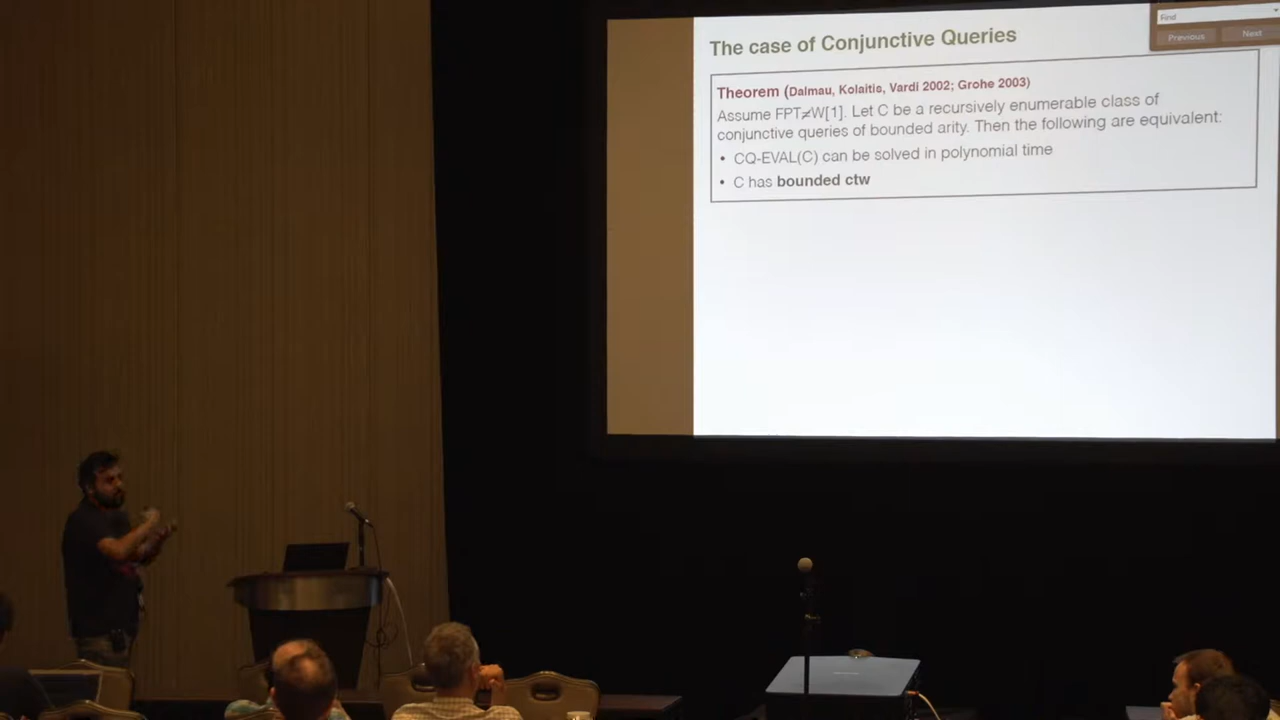 The case of Conjunctive Queries
Find
Previous Next
Theorem (Dalmau, Kolaitis, Vardi 2002; Grohe 2003)
Assume FPT≠W[1]. Let C be a recursively enumerable class of
conjunctive queries of bounded arity. Then the following are equivalent:
• CQ-EVAL(C) can be solved in polynomial time
• C has bounded ctw